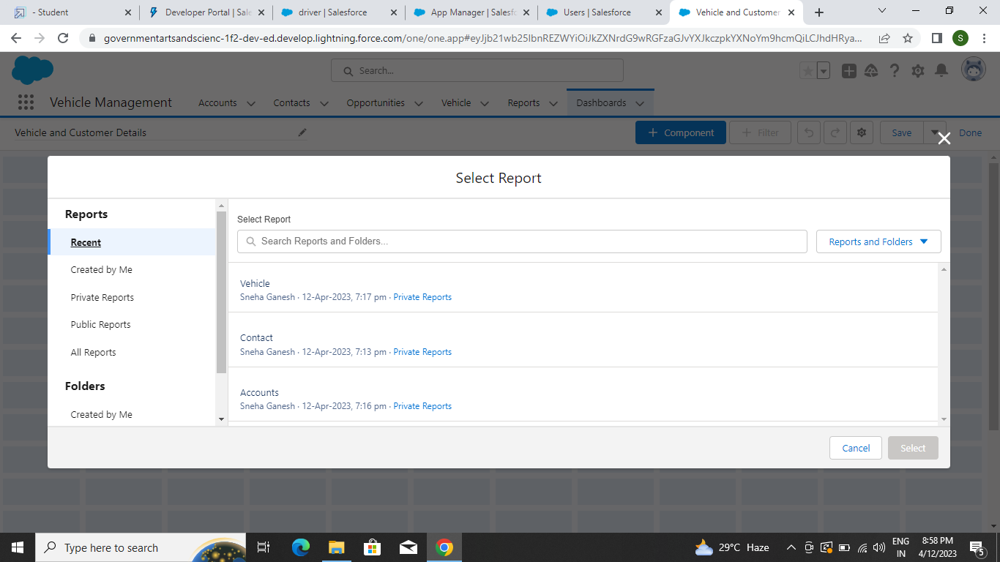 - Student
Developer Portal | Sale
driver | Salesforce
App Manager | Salesfo
Users | Salesforce
Vehicle and Customer
governmentartsandscienc-1f2-dev-ed.develop.lightning.force.com/one/one.app#eyJjb21wb25lbnREZWYiOiJkZXNrdG9wRGFzaGJvYXJkczpkYXNoYm9hcmQiLCJhdHRya...
S
Search...
Vehicle Management
Accounts
Contacts
Opportunities
Vehicle
Reports
Dashboards
Vehicle and Customer Details
+ Component
+ Filter
Save
Done
Select Report
Reports
Recent
Created by Me
Private Reports
Public Reports
All Reports
Folders
Created by Me
Select Report
Search Reports and Folders...
Reports and Folders
Vehicle
Sneha Ganesh · 12-Apr-2023, 7:17 pm · Private Reports
Contact
Sneha Ganesh · 12-Apr-2023, 7:13 pm · Private Reports
Accounts
Sneha Ganesh · 12-Apr-2023, 7:16 pm · Private Reports
Cancel
Select
Type here to search
29°C Haze
ENG
IN
8:58 PM
4/12/2023
5